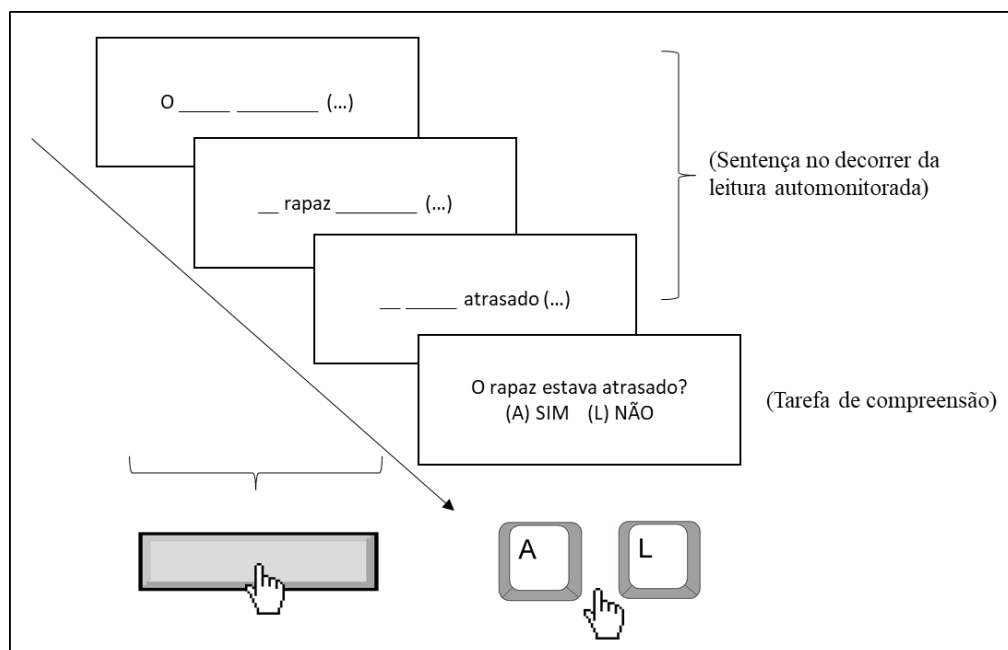 O _____ ________ (...)
__ rapaz ________ (...)
__ _____ atrasado (...)
(Sentença no decorrer da
leitura automonitorada)
O rapaz estava atrasado?
(A) SIM (L) NÃO
(Tarefa de compreensão)
A L